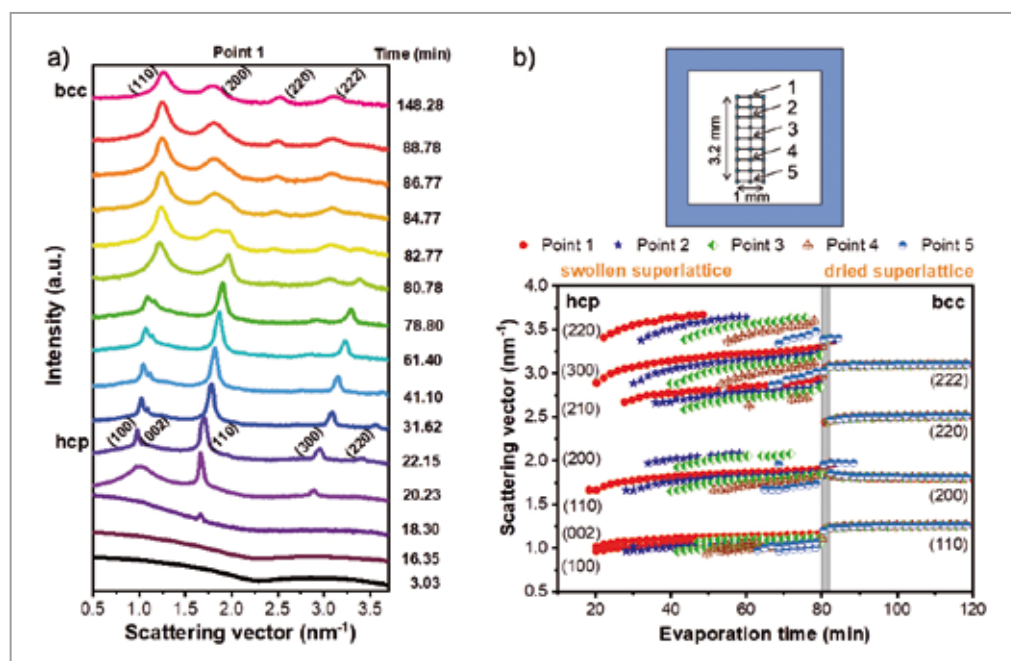 a)
Point 1
Time (min)
bcc
(110)
(200)
(220)
(222)
148.28
88.78
86.77
84.77
82.77
80.78
78.80
61.40
41.10
31.62
22.15
20.23
18.30
16.35
3.03
hcp
(100)
(002)
(110)
(300)
(220)
Intensity (a.u.)
0.5 1.0 1.5 2.0 2.5 3.0 3.5
Scattering vector (nm-1)
b)
1
2
3
4
5
3.2 mm
1 mm
Point 1 Point 2 Point 3 Point 4 Point 5
swollen superlattice dried superlattice
hcp bcc
4.0
3.5
3.0
2.5
2.0
1.5
1.0
0.5
Scattering vector (nm-1)
(220)
(300)
(210)
(200)
(110)
(002)
(100)
(222)
(220)
(200)
(110)
20 40 60 80 100 120
Evaporation time (min)